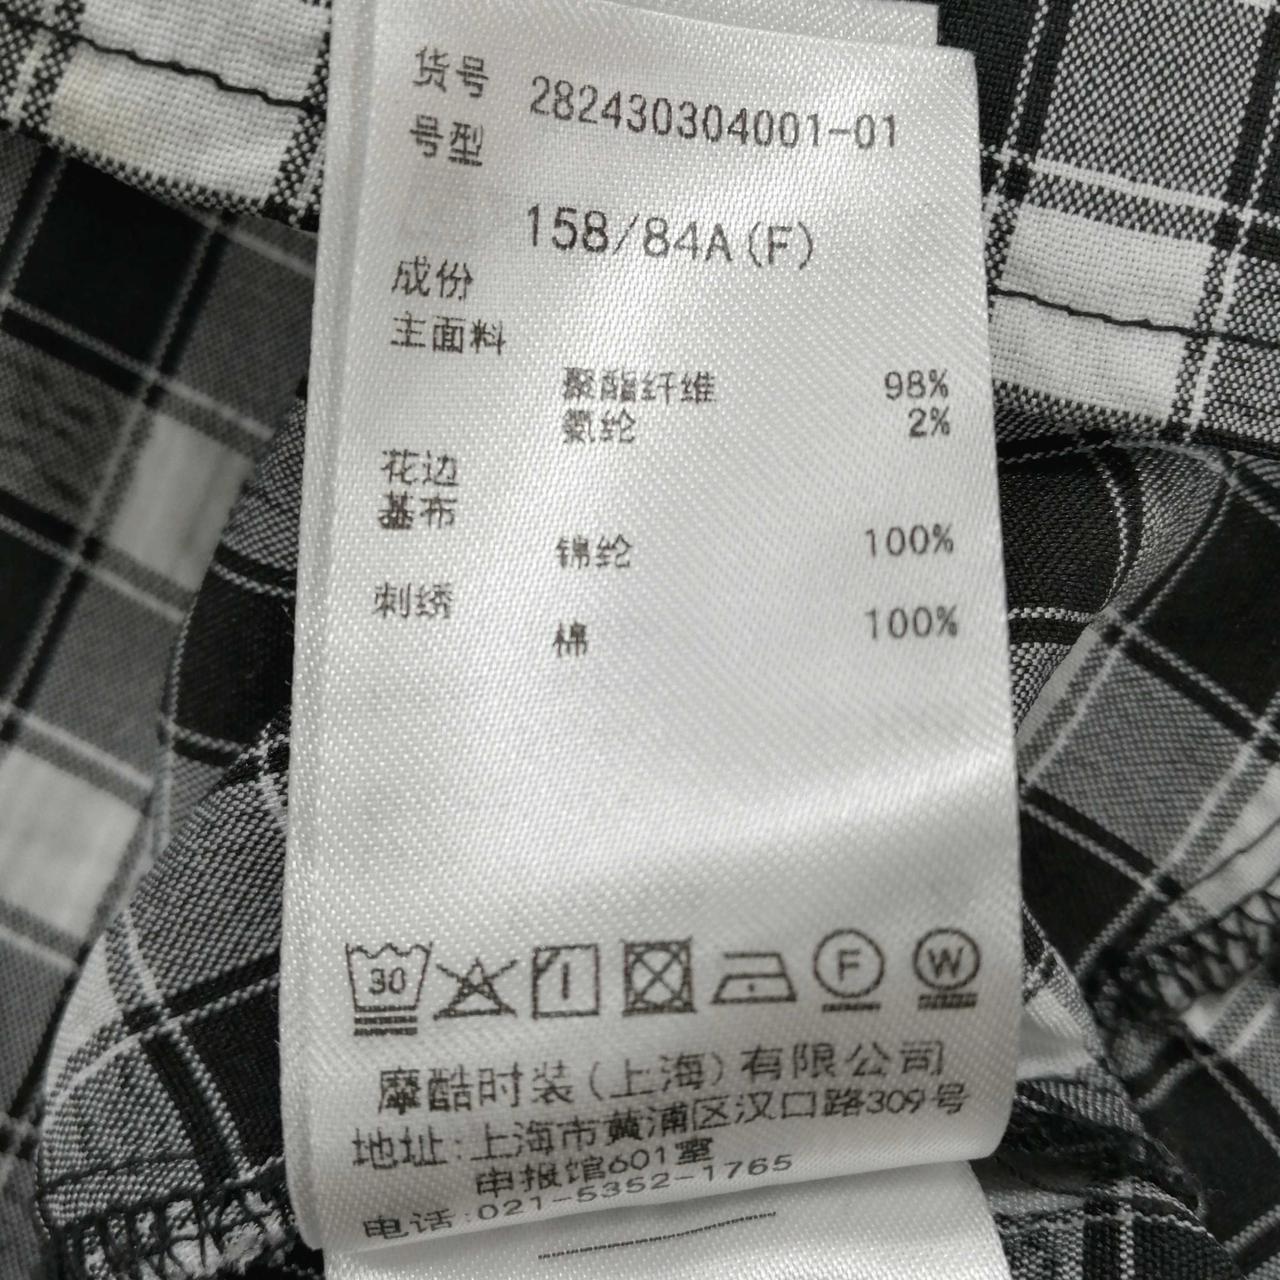 货号 282430304001-01
号型
158/84A(F)
成份
主面料
聚酯纤维 98%
氨纶 2%
花边
基布
锦纶 100%
刺绣
棉 100%
30
F
W
摩酷时装(上海)有限公司
地址:上海市黄浦区汉口路309号
申报馆601室
电话:021-5352-1765